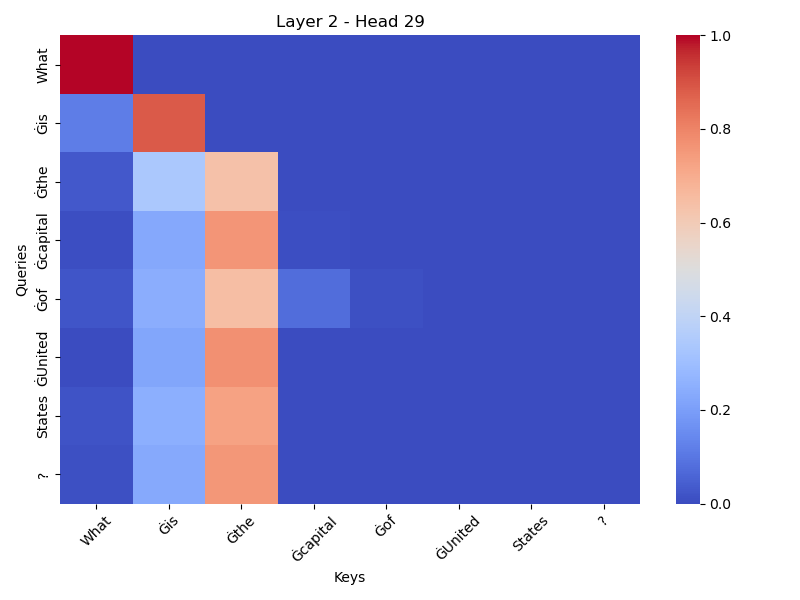 Layer 2 - Head 29
Queries
What
Ġis
Ġthe
Ġcapital
Ġof
ĠUnited
States
?
What
Ġis
Ġthe
Ġcapital
Ġof
ĠUnited
States
?
Keys
1.0
0.8
0.6
0.4
0.2
0.0